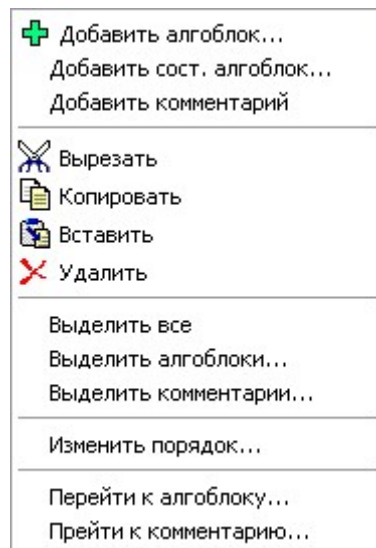 Добавить алгоблок...
Добавить сост. алгоблок...
Добавить комментарий
Вырезать
Копировать
Вставить
Удалить
Выделить все
Выделить алгоблоки...
Выделить комментарии...
Изменить порядок...
Перейти к алгоблоку...
Прейти к комментарию...